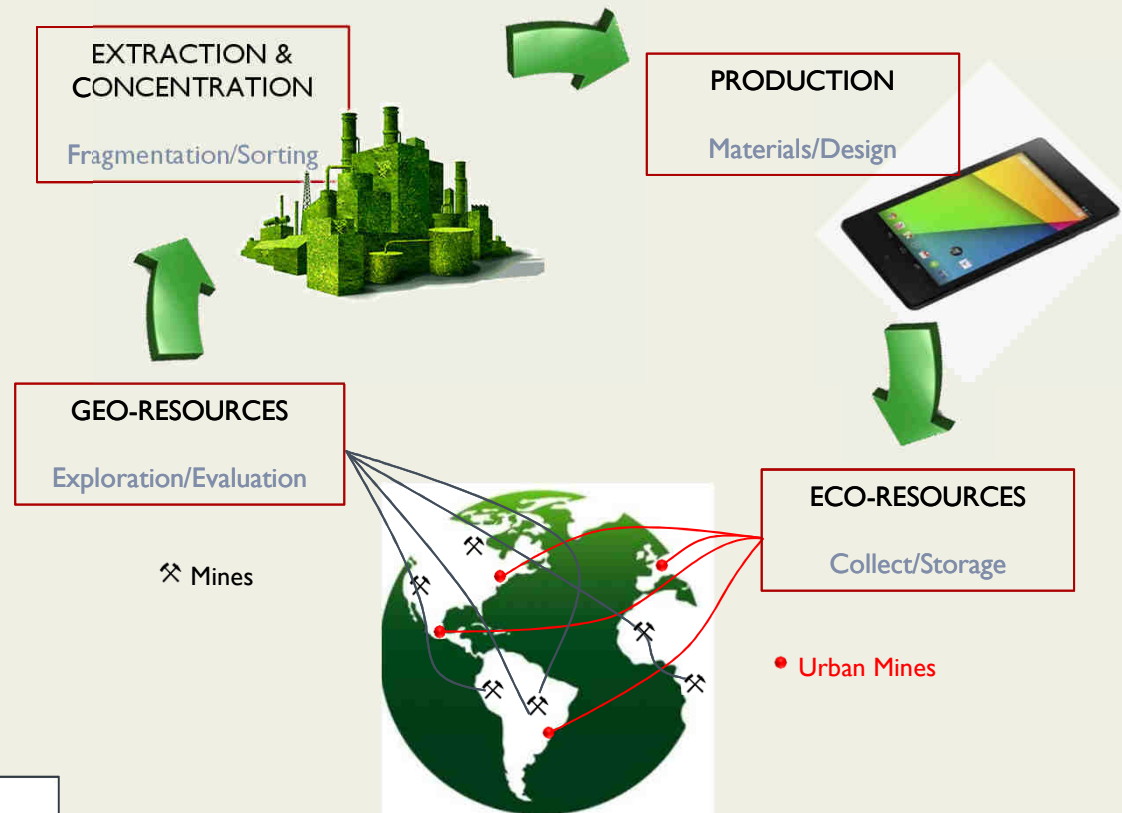 EXTRACTION &
CONCENTRATION
Fragmentation/Sorting
PRODUCTION
Materials/Design
GEO-RESOURCES
Exploration/Evaluation
ECO-RESOURCES
Collect/Storage
Mines
Urban Mines